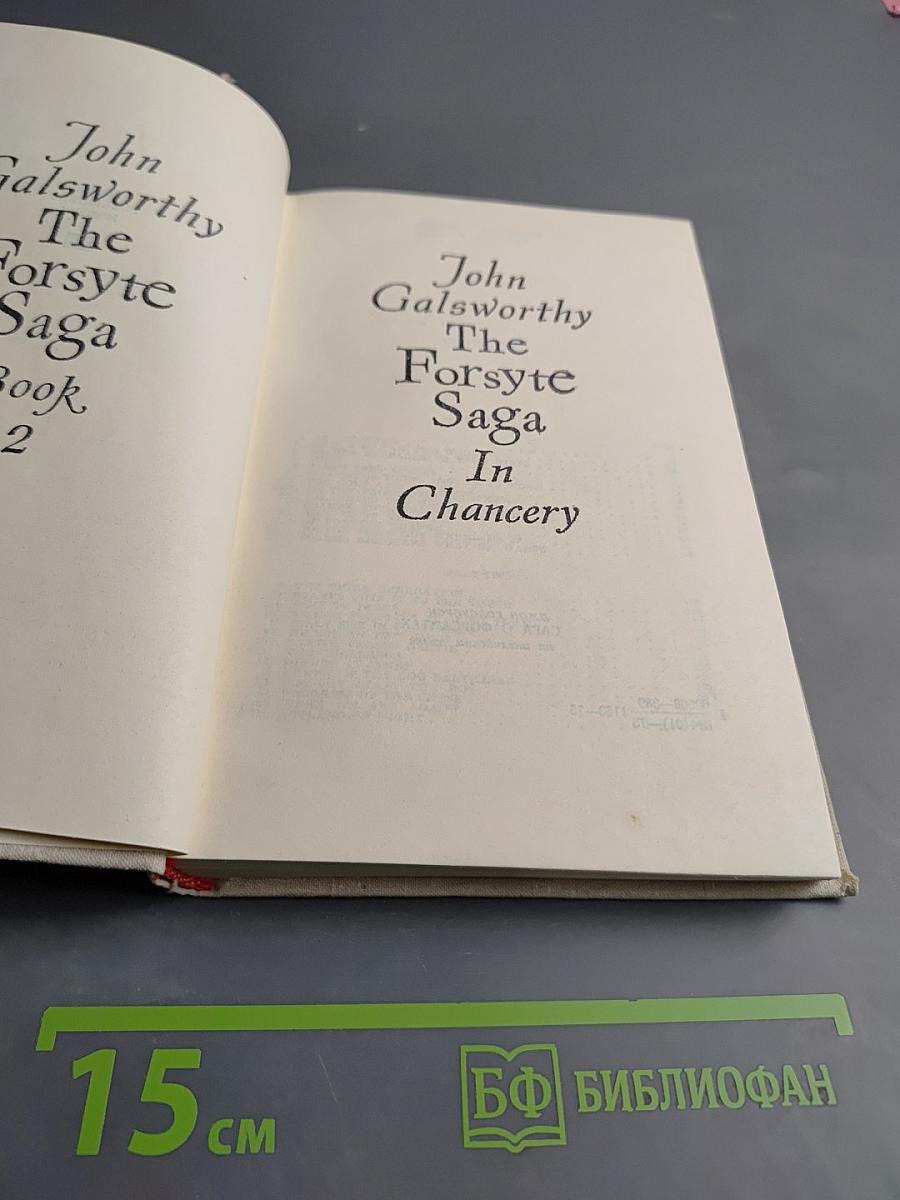 John
Galsworthy
The
Forsyte
Saga
Book
2
John
Galsworthy
The
Forsyte
Saga
In
Chancery
15 см
БФ БИБЛИОФАН